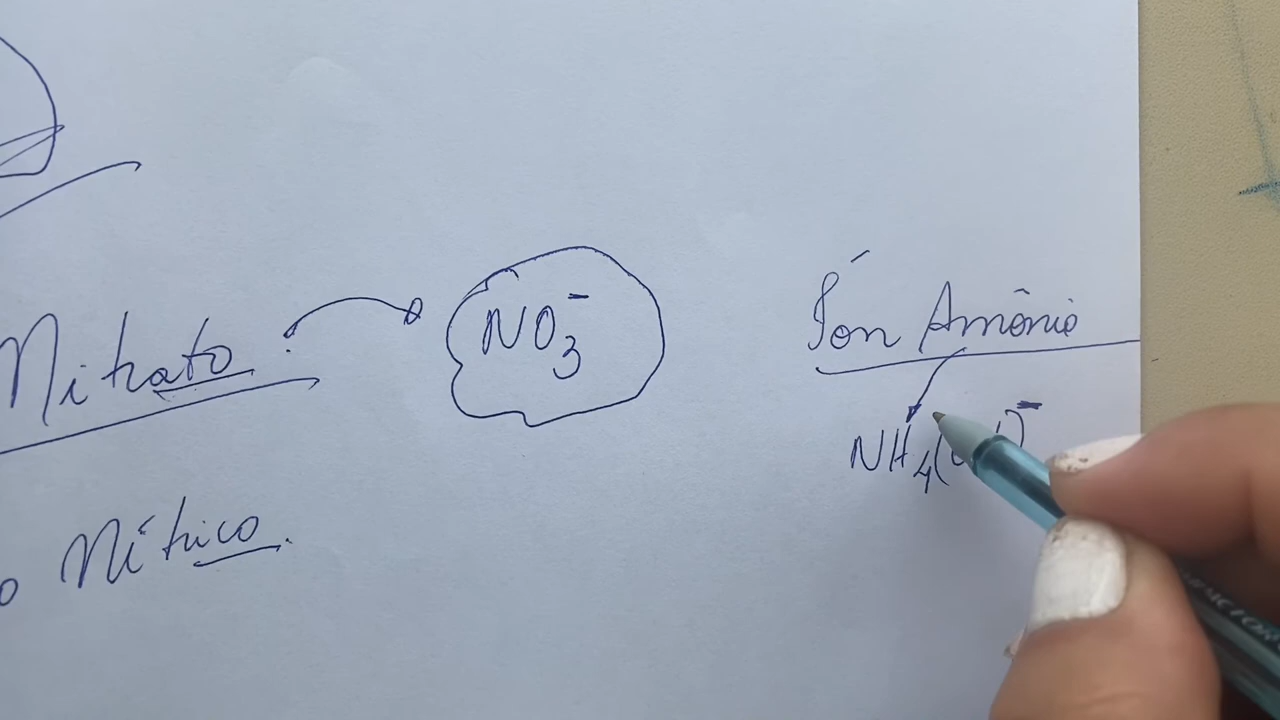 Nitrato.
NO₃⁻
Íon Amônio
NH₄(
Nítrico.